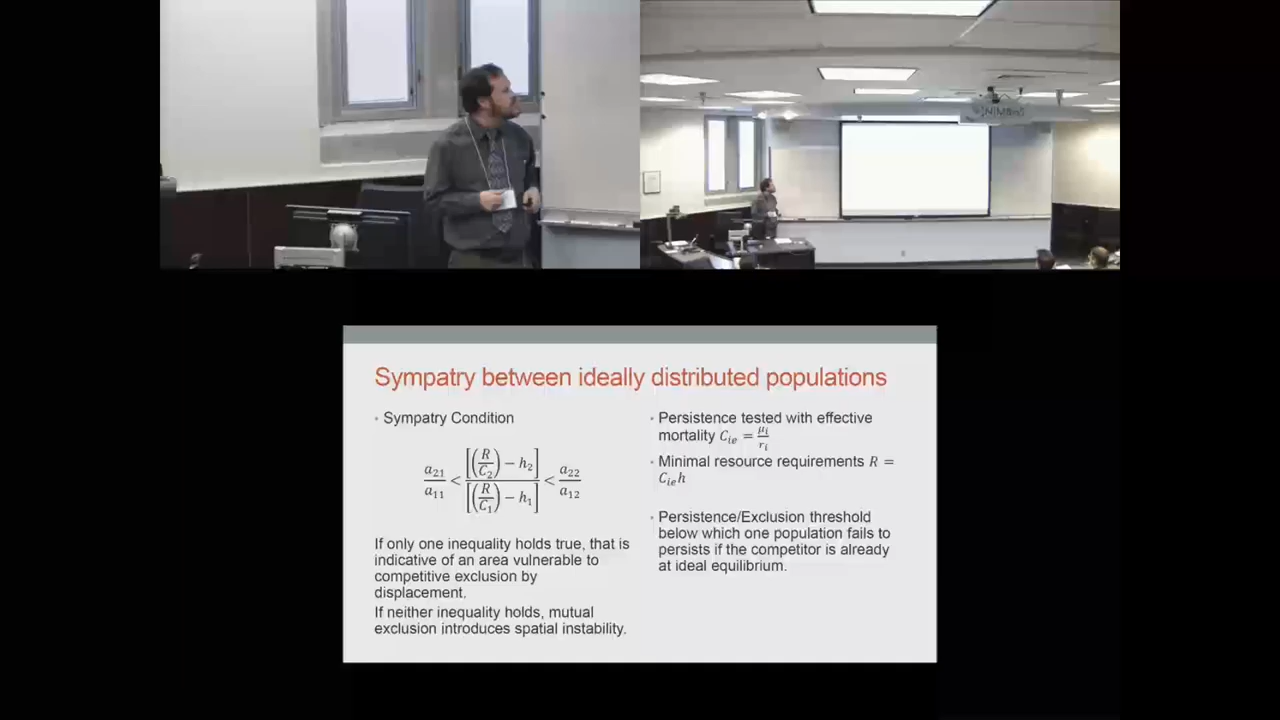 NIMBioS
Sympatry between ideally distributed populations
• Sympatry Condition
a₂₁/a₁₁ < [(R/C₂) − h₂]/[(R/C₁) − h₁] < a₂₂/a₁₂
If only one inequality holds true, that is
indicative of an area vulnerable to
competitive exclusion by
displacement.
If neither inequality holds, mutual
exclusion introduces spatial instability.
• Persistence tested with effective
mortality Cᵢₑ = μᵢ/rᵢ
• Minimal resource requirements R =
Cᵢₑh
• Persistence/Exclusion threshold
below which one population fails to
persists if the competitor is already
at ideal equilibrium.